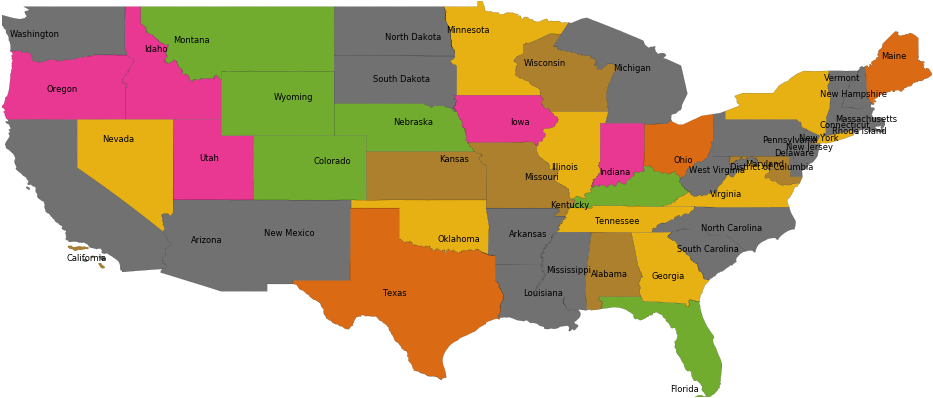 Washington
Idaho
Montana
North Dakota
Minnesota
Maine
Oregon
Wyoming
South Dakota
Wisconsin
Michigan
Vermont
New Hampshire
Nevada
Utah
Colorado
Nebraska
Iowa
Massachusetts
Connecticut
Rhode Island
New York
Pennsylvania
New Jersey
Delaware
Kansas
Missouri
Illinois
Indiana
Ohio
West Virginia
Maryland
District of Columbia
Virginia
Kentucky
California
Arizona
New Mexico
Oklahoma
Arkansas
Tennessee
North Carolina
South Carolina
Texas
Louisiana
Mississippi
Alabama
Georgia
Florida